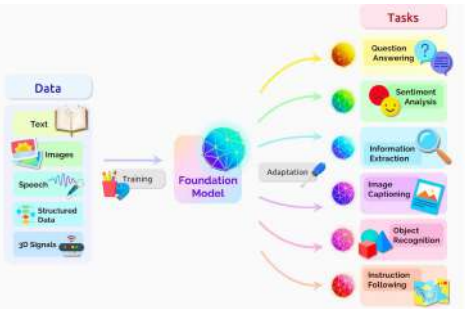 Data
Text
Images
Speech
Structured
Data
3D Signals
Training
Foundation
Model
Adaptation
Tasks
Question
Answering
Sentiment
Analysis
Information
Extraction
Image
Captioning
Object
Recognition
Instruction
Following